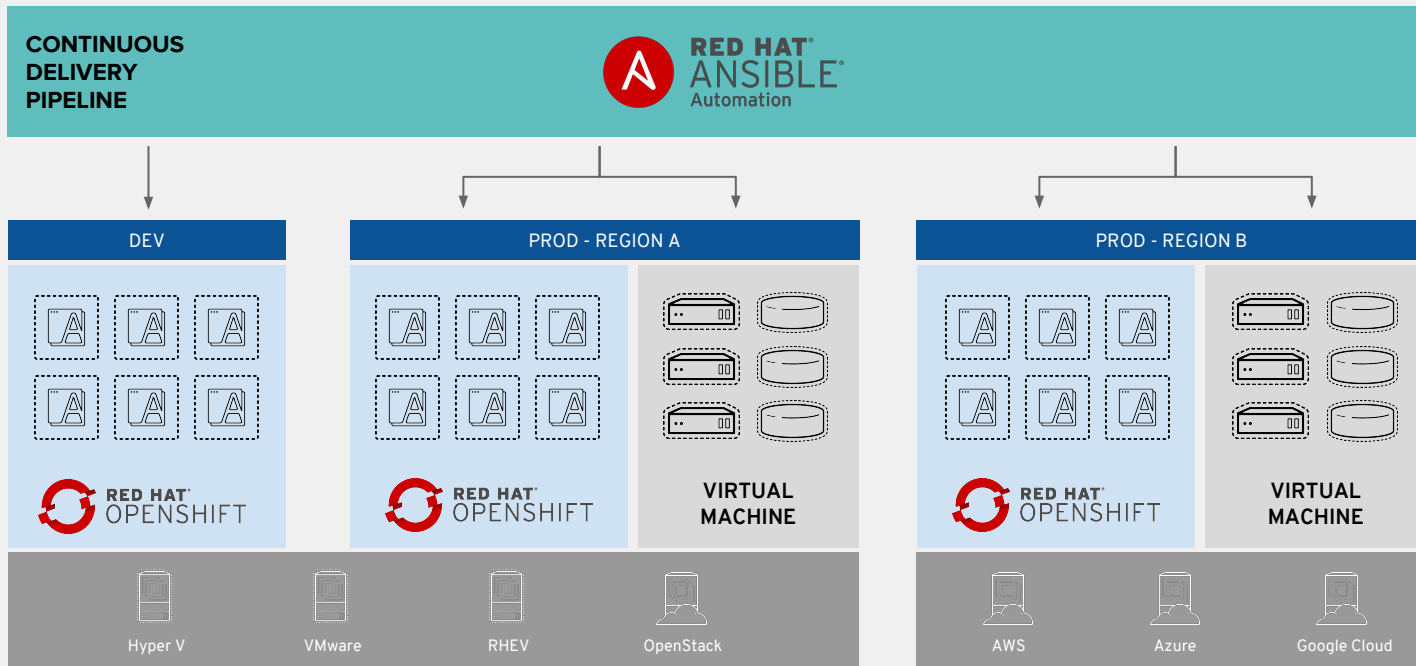 CONTINUOUS
DELIVERY
PIPELINE
RED HAT®
ANSIBLE®
Automation
DEV
PROD - REGION A
PROD - REGION B
RED HAT®
OPENSHIFT
RED HAT®
OPENSHIFT
VIRTUAL
MACHINE
RED HAT®
OPENSHIFT
VIRTUAL
MACHINE
Hyper V
VMware
RHEV
OpenStack
AWS
Azure
Google Cloud